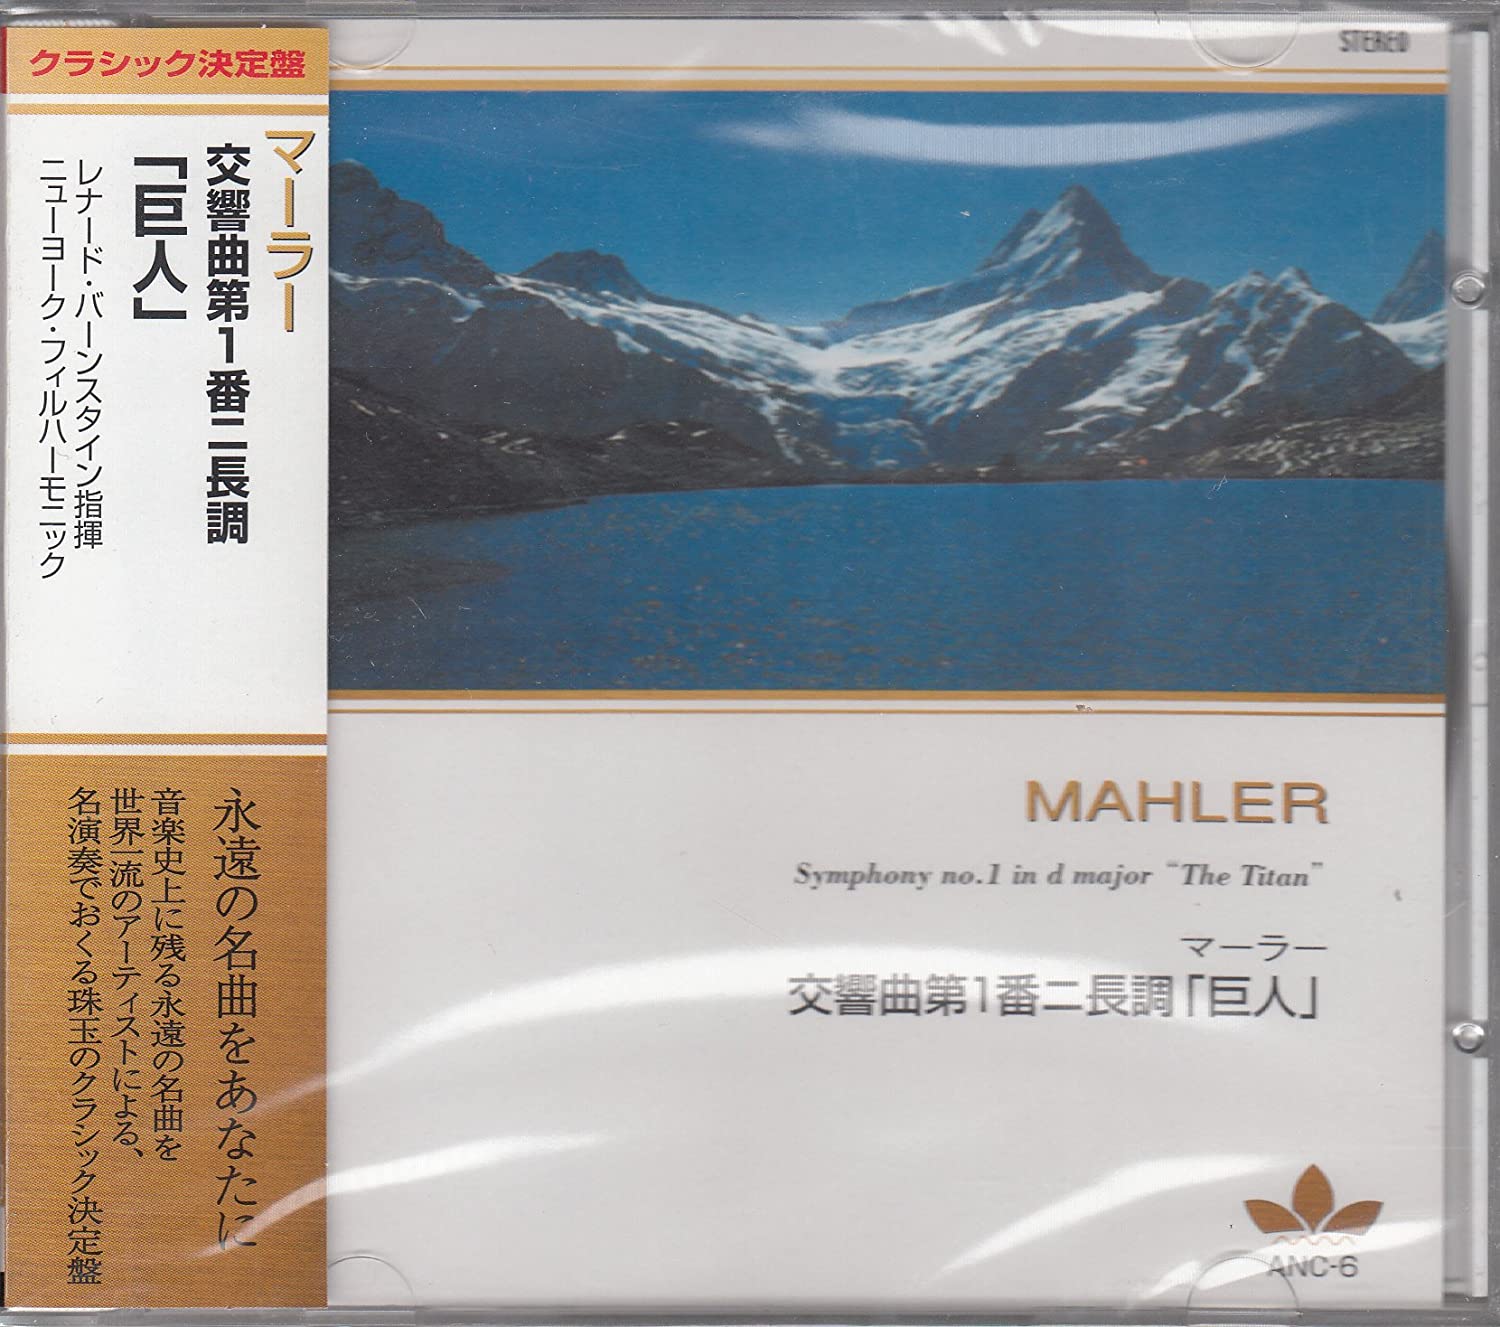 クラシック決定盤
マーラー
交響曲第1番ニ長調
「巨人」
レナード・バーンスタイン指揮
ニューヨーク・フィルハーモニック
永遠の名曲をあなたに
音楽史上に残る永遠の名曲を
世界一流のアーティストによる、
名演奏でおくる珠玉のクラシック決定盤
STEREO
MAHLER
Symphony no.1 in d major “The Titan”
マーラー
交響曲第1番ニ長調「巨人」
ANC-6